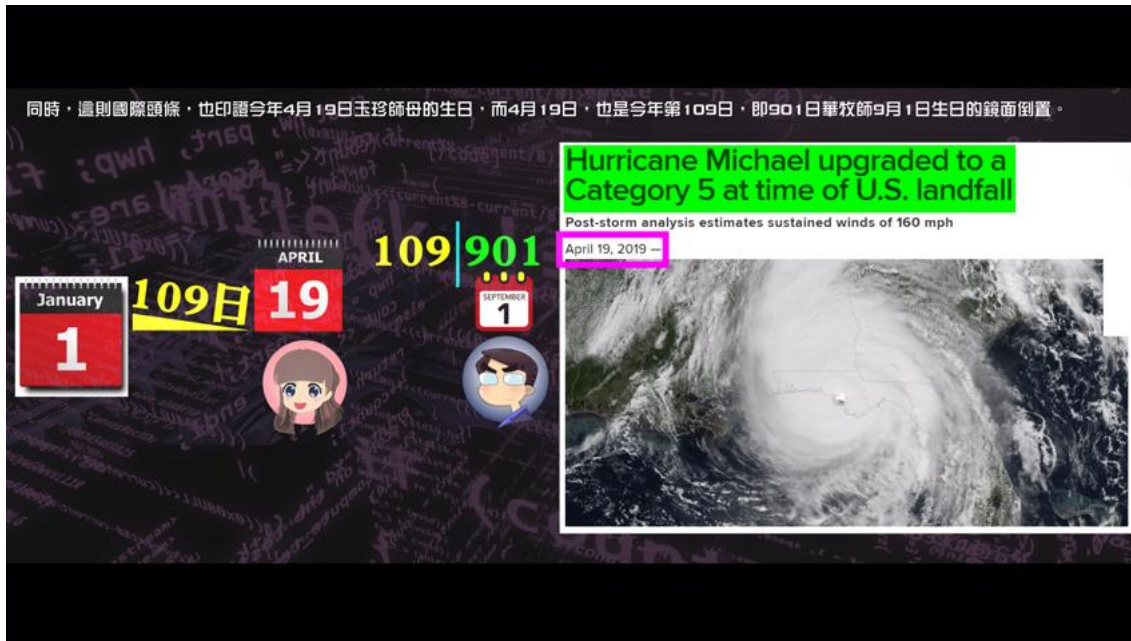 同時，這則國際頭條，也印證今年4月19日玉珍師母的生日，而4月19日，也是今年第109日，即901日華牧師9月1日生日的鏡面倒置。
Hurricane Michael upgraded to a
Category 5 at time of U.S. landfall
Post-storm analysis estimates sustained winds of 160 mph
April 19, 2019 —
109 901
January
1
109日
APRIL
19
SEPTEMBER
1